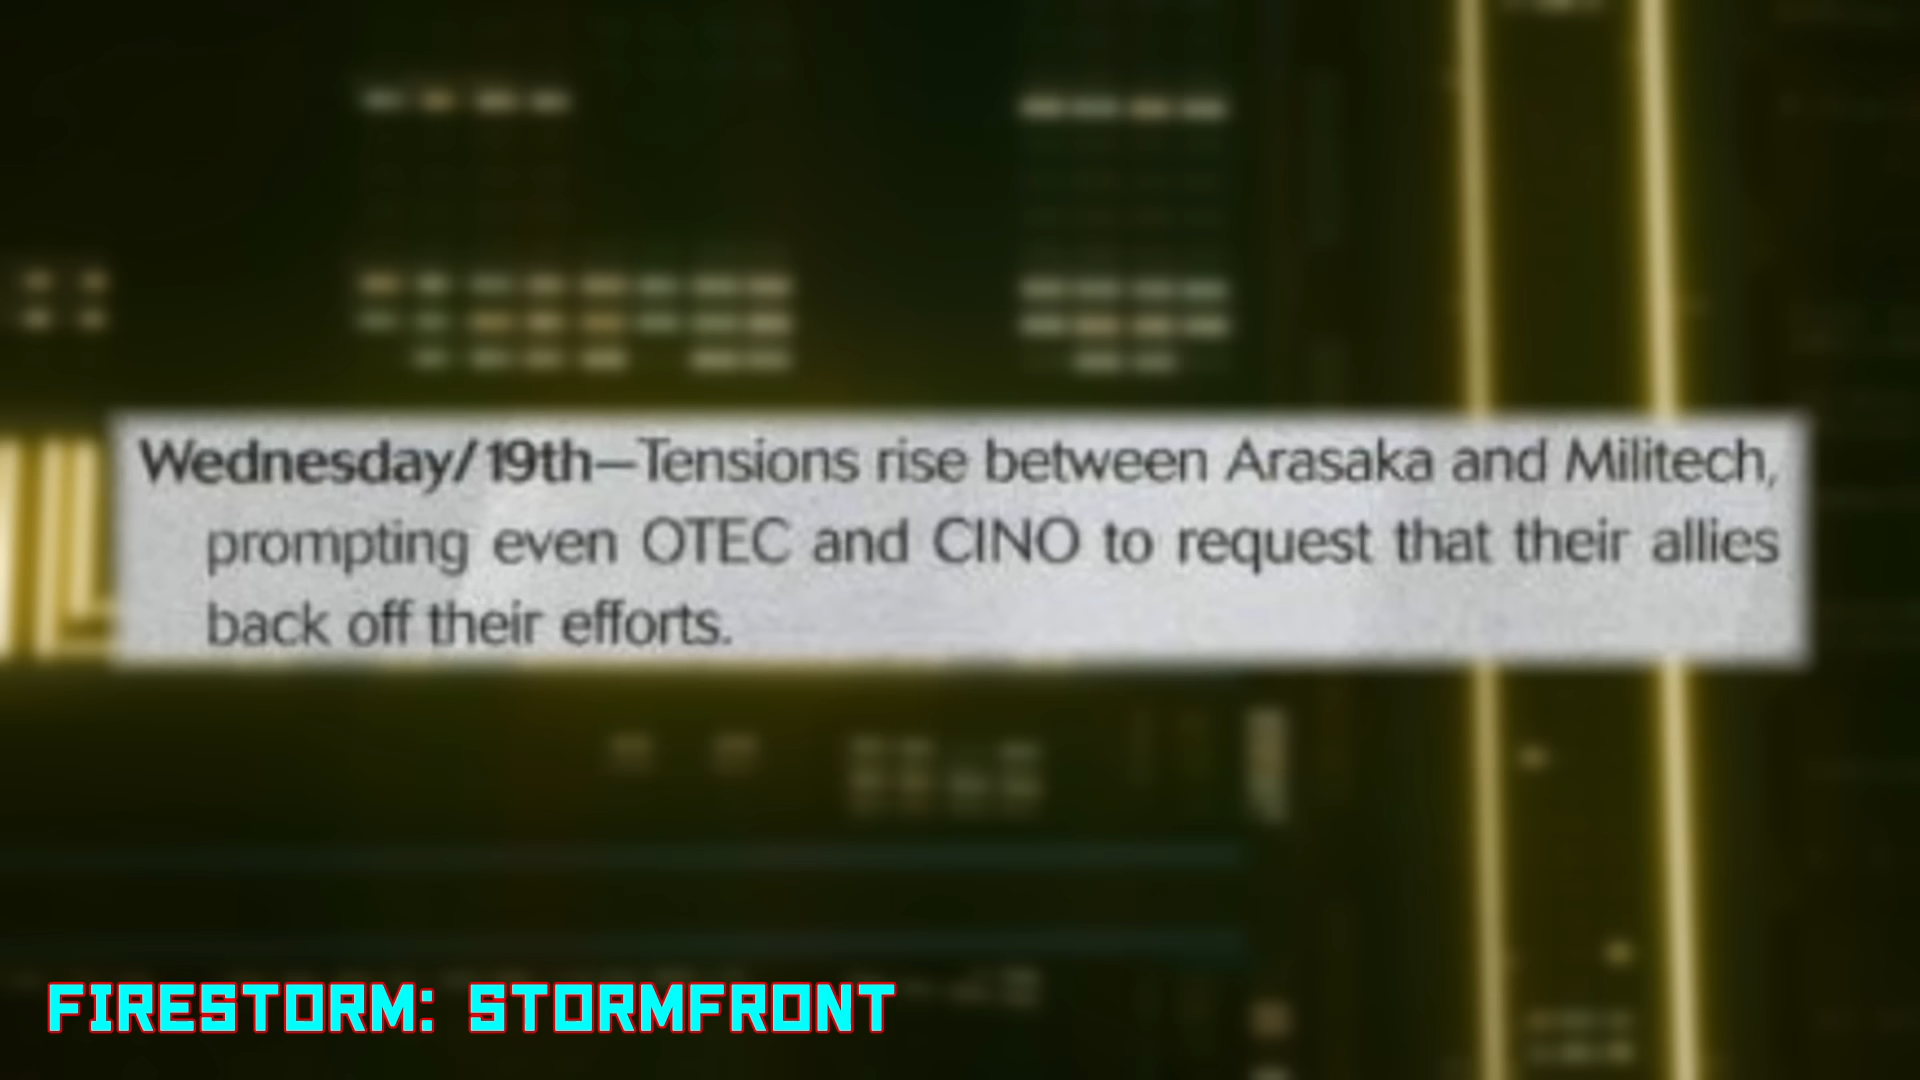 Wednesday/19th—Tensions rise between Arasaka and Militech,
prompting even OTEC and CINO to request that their allies
back off their efforts.
FIRESTORM: STORMFRONT